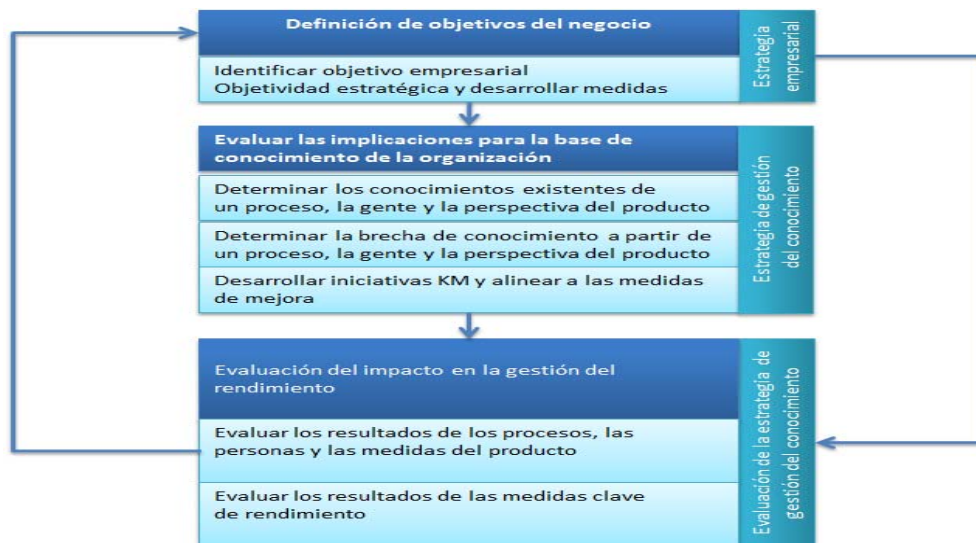 Definición de objetivos del negocio
Estrategia
empresarial
Identificar objetivo empresarial
Objetividad estratégica y desarrollar medidas
Evaluar las implicaciones para la base de
conocimiento de la organización
Estrategia de gestión
del conocimiento
Determinar los conocimientos existentes de
un proceso, la gente y la perspectiva del producto
Determinar la brecha de conocimiento a partir de
un proceso, la gente y la perspectiva del producto
Desarrollar iniciativas KM y alinear a las medidas
de mejora
Evaluación del impacto en la gestión del
rendimiento
Evaluación de la estrategia de
gestión del conocimiento
Evaluar los resultados de los procesos, las
personas y las medidas del producto
Evaluar los resultados de las medidas clave
de rendimiento